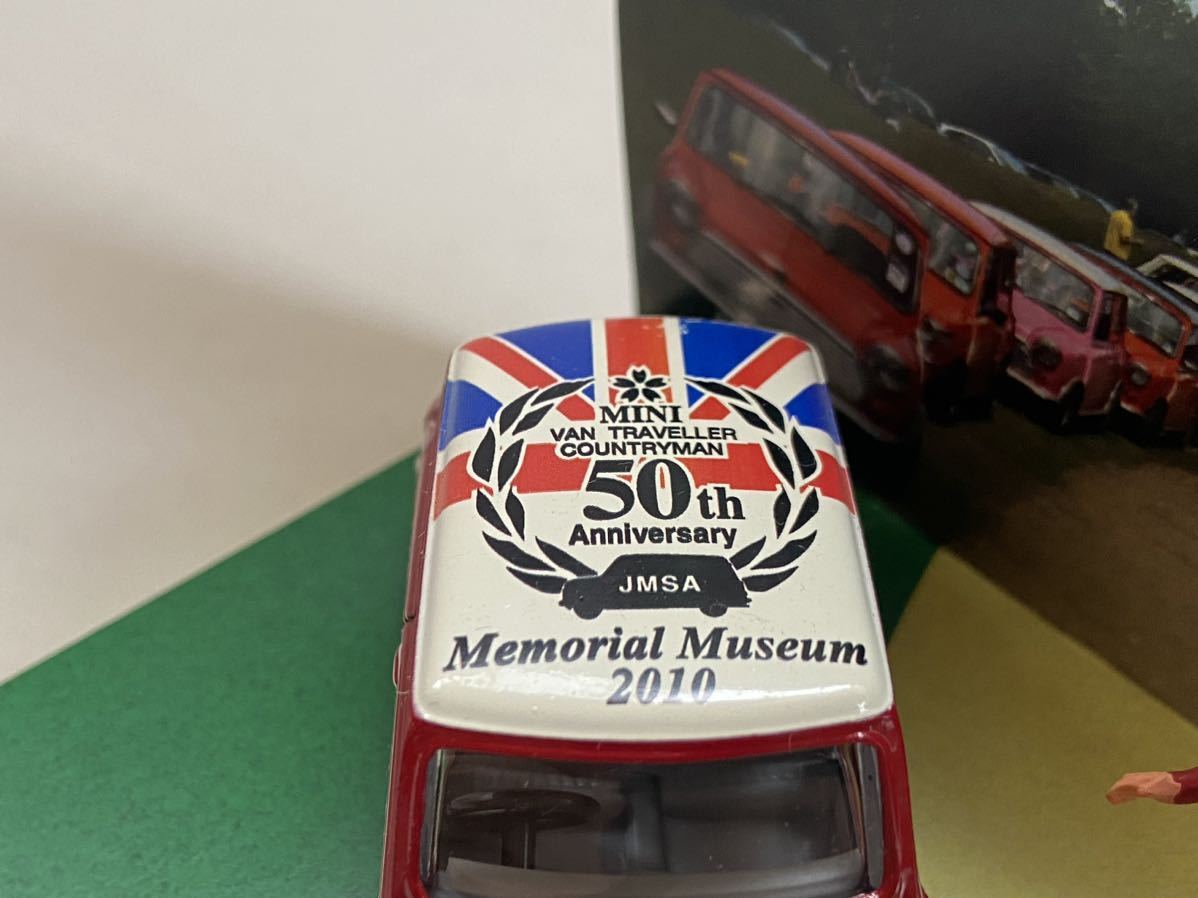 MINI
VAN TRAVELLER
COUNTRYMAN
50th
Anniversary
JMSA
Memorial Museum
2010